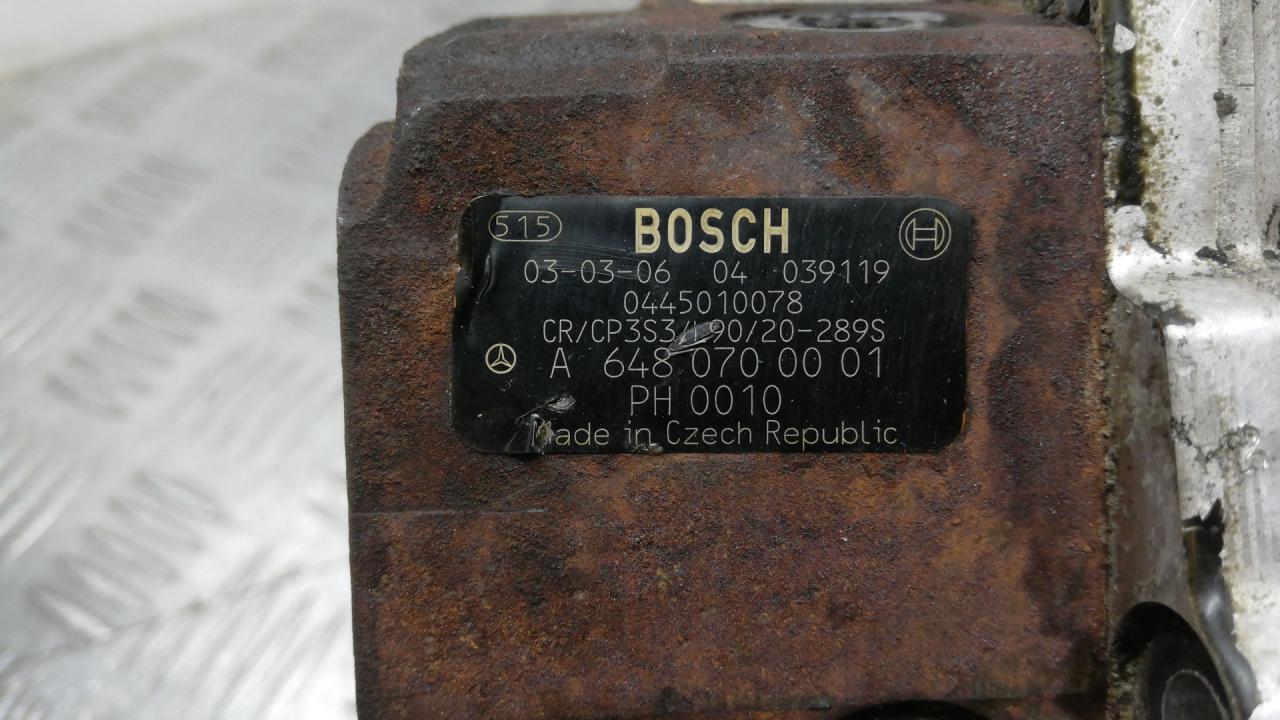 515 BOSCH
03-03-06 04 039119
0445010078
CR/CP3S3/ 90/20-289S
A 648 070 00 01
PH 0010
Made in Czech Republic